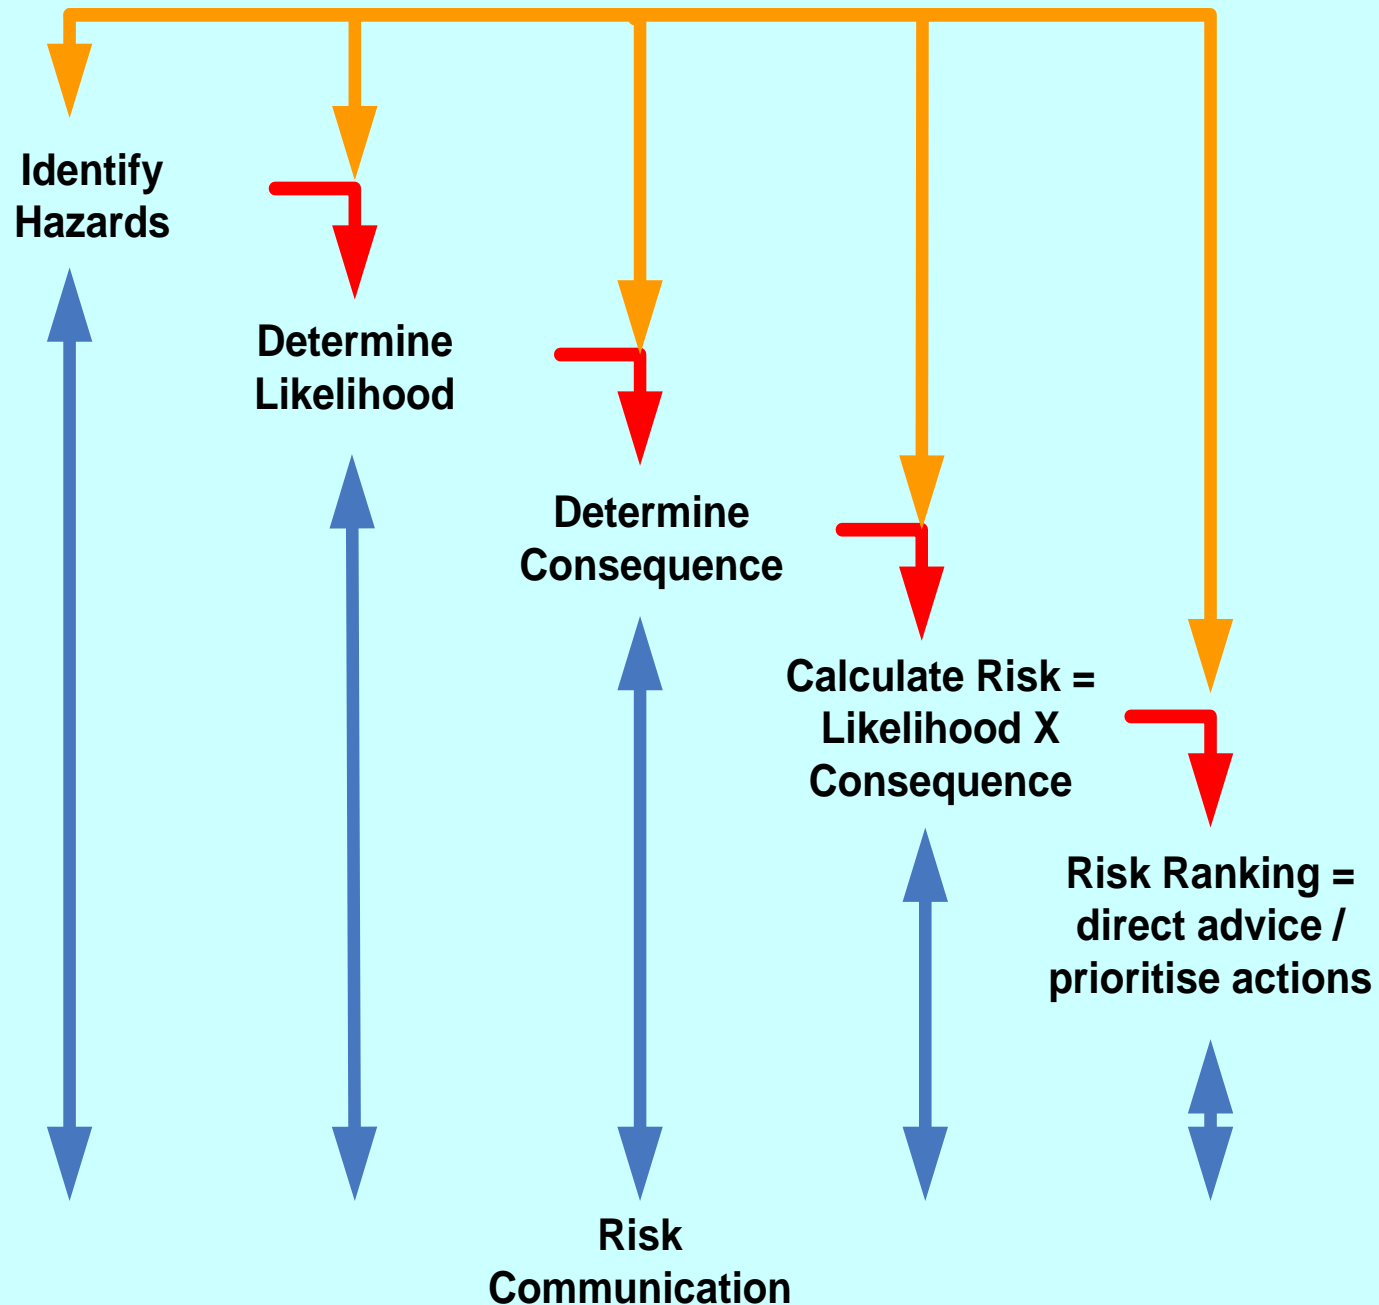 Identify
Hazards
Determine
Likelihood
Determine
Consequence
Calculate Risk =
Likelihood X
Consequence
Risk Ranking =
direct advice /
prioritise actions
Risk
Communication